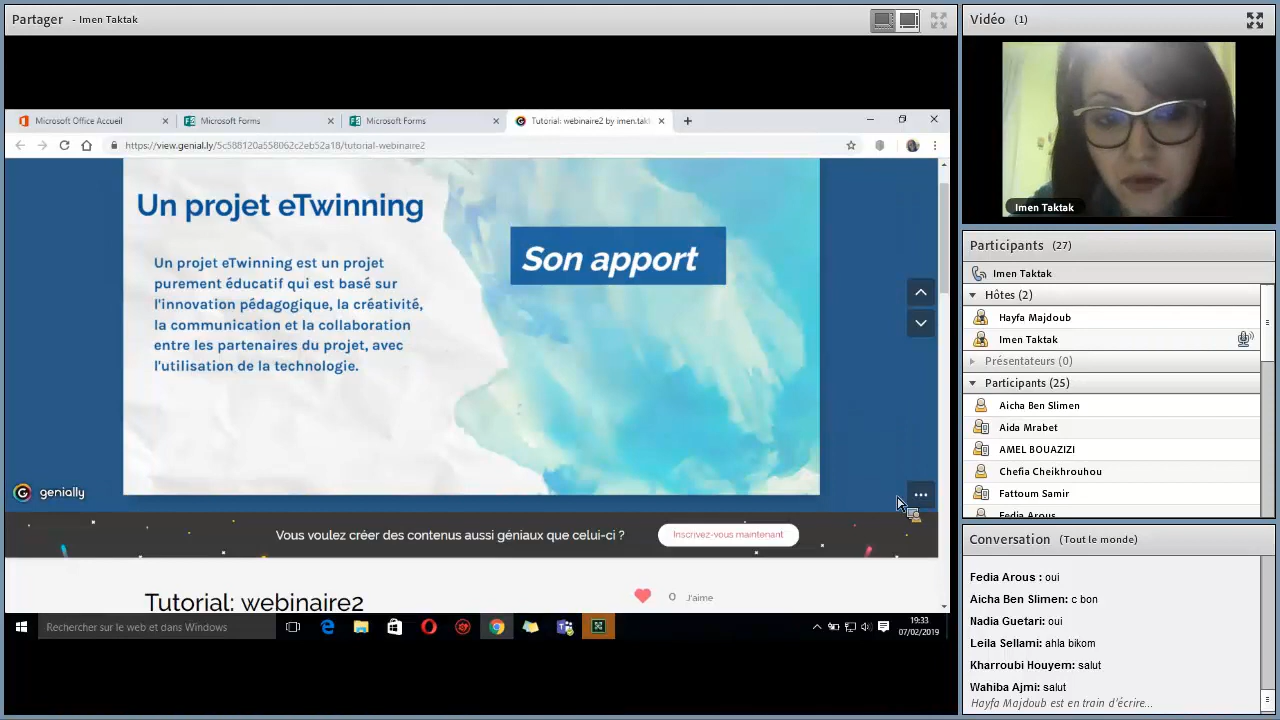 Partager - Imen Taktak
Vidéo (1)
Imen Taktak
Microsoft Office Accueil
Microsoft Forms
Microsoft Forms
Tutorial: webinaire2 by imen.takt
https://view.genial.ly/5c588120a558062c2eb52a18/tutorial-webinaire2
Un projet eTwinning
Un projet eTwinning est un projet
purement éducatif qui est basé sur
l'innovation pédagogique, la créativité,
la communication et la collaboration
entre les partenaires du projet, avec
l'utilisation de la technologie.
Son apport
genially
Vous voulez créer des contenus aussi géniaux que celui-ci ?
Inscrivez-vous maintenant
Tutorial: webinaire2
0 J'aime
Rechercher sur le web et dans Windows
19:33
07/02/2019
Participants (27)
Imen Taktak
Hôtes (2)
Hayfa Majdoub
Imen Taktak
Présentateurs (0)
Participants (25)
Aicha Ben Slimen
Aida Mrabet
AMEL BOUAZIZI
Chefia Cheikhrouhou
Fattoum Samir
Fedia Arous
Conversation (Tout le monde)
Fedia Arous : oui
Aicha Ben Slimen: c bon
Nadia Guetari: oui
Leila Sellami: ahla bikom
Kharroubi Houyem: salut
Wahiba Ajmi: salut
Hayfa Majdoub est en train d'écrire...